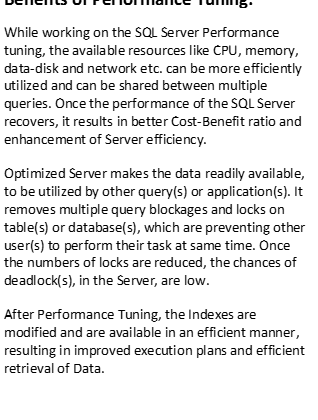 Benefits of Performance Tuning:
While working on the SQL Server Performance
tuning, the available resources like CPU, memory,
data-disk and network etc. can be more efficiently
utilized and can be shared between multiple
queries. Once the performance of the SQL Server
recovers, it results in better Cost-Benefit ratio and
enhancement of Server efficiency.
Optimized Server makes the data readily available,
to be utilized by other query(s) or application(s). It
removes multiple query blockages and locks on
table(s) or database(s), which are preventing other
user(s) to perform their task at same time. Once
the numbers of locks are reduced, the chances of
deadlock(s), in the Server, are low.
After Performance Tuning, the Indexes are
modified and are available in an efficient manner,
resulting in improved execution plans and efficient
retrieval of Data.